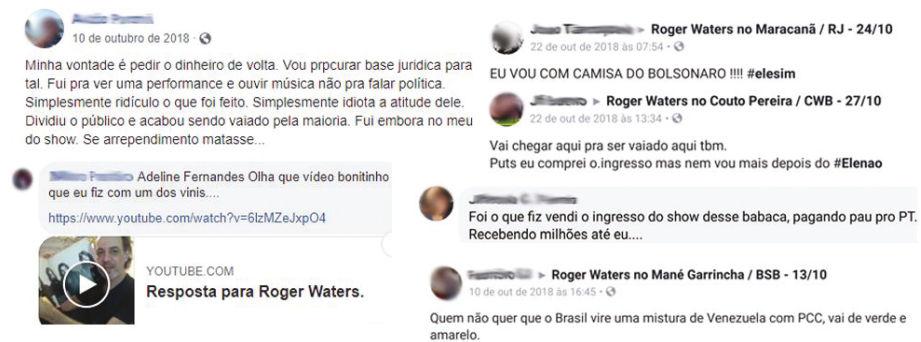 10 de outubro de 2018
Minha vontade é pedir o dinheiro de volta. Vou prpcurar base juridica para
tal. Fui pra ver uma performance e ouvir música não pra falar política.
Simplesmente ridículo o que foi feito. Simplesmente idiota a atitude dele.
Dividiu o público e acabou sendo vaiado pela maioria. Fui embora no meu
do show. Se arrependimento matasse...
Adeline Fernandes Olha que vídeo bonitinho
que eu fiz com um dos vinis....
https://www.youtube.com/watch?v=6lzMZeJxpO4
YOUTUBE.COM
Resposta para Roger Waters.
Roger Waters no Maracanã / RJ - 24/10
22 de out de 2018 às 07:54
EU VOU COM CAMISA DO BOLSONARO !!!! #elesim
Roger Waters no Couto Pereira / CWB - 27/10
22 de out de 2018 às 13:34
Vai chegar aqui pra ser vaiado aqui tbm.
Puts eu comprei o.ingresso mas nem vou mais depois do #Elenao
Foi o que fiz vendi o ingresso do show desse babaca, pagando pau pro PT.
Recebendo milhões até eu....
Roger Waters no Mané Garrincha / BSB - 13/10
10 de out de 2018 às 16:45
Quem não quer que o Brasil vire uma mistura de Venezuela com PCC, vai de verde e
amarelo.